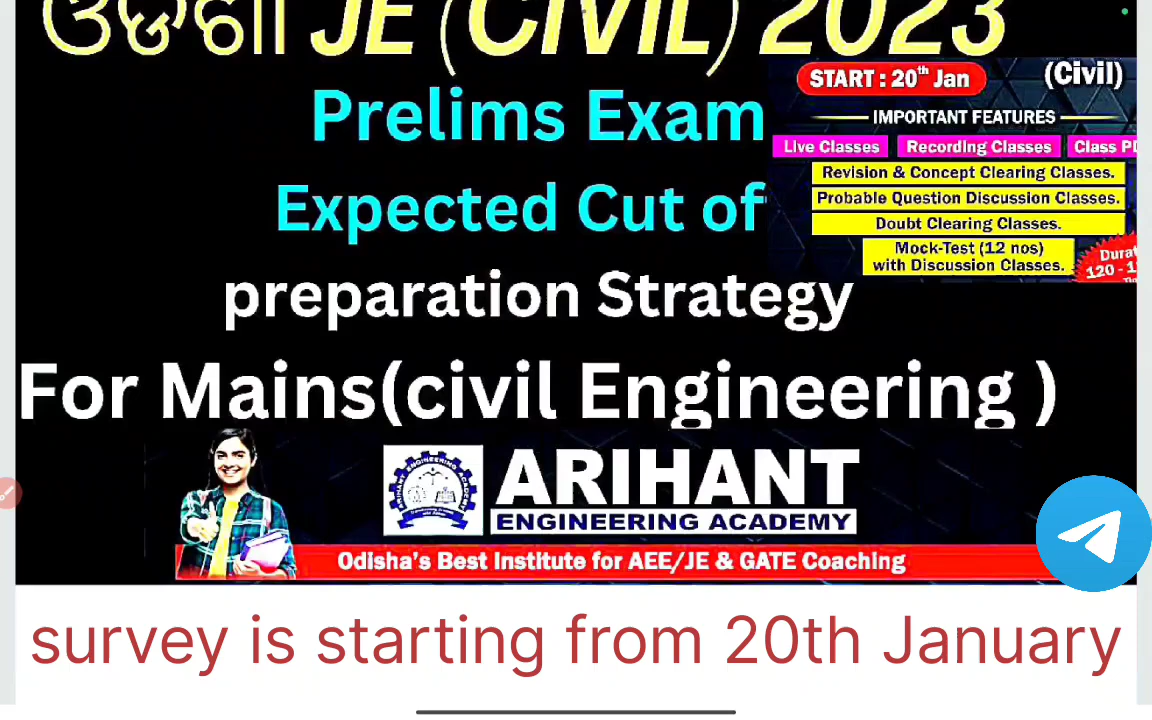 ଓଡିଶା JE (CIVIL) 2023
Prelims Exam
Expected Cut of
preparation Strategy
For Mains(civil Engineering )
START : 20th Jan
(Civil)
IMPORTANT FEATURES
Live Classes Recording Classes Class
Revision & Concept Clearing Classes.
Probable Question Discussion Classes.
Doubt Clearing Classes.
Mock-Test (12 nos)
with Discussion Classes.
120 -
ARIHANT
ENGINEERING ACADEMY
Odisha's Best Institute for AEE/JE & GATE Coaching
survey is starting from 20th January